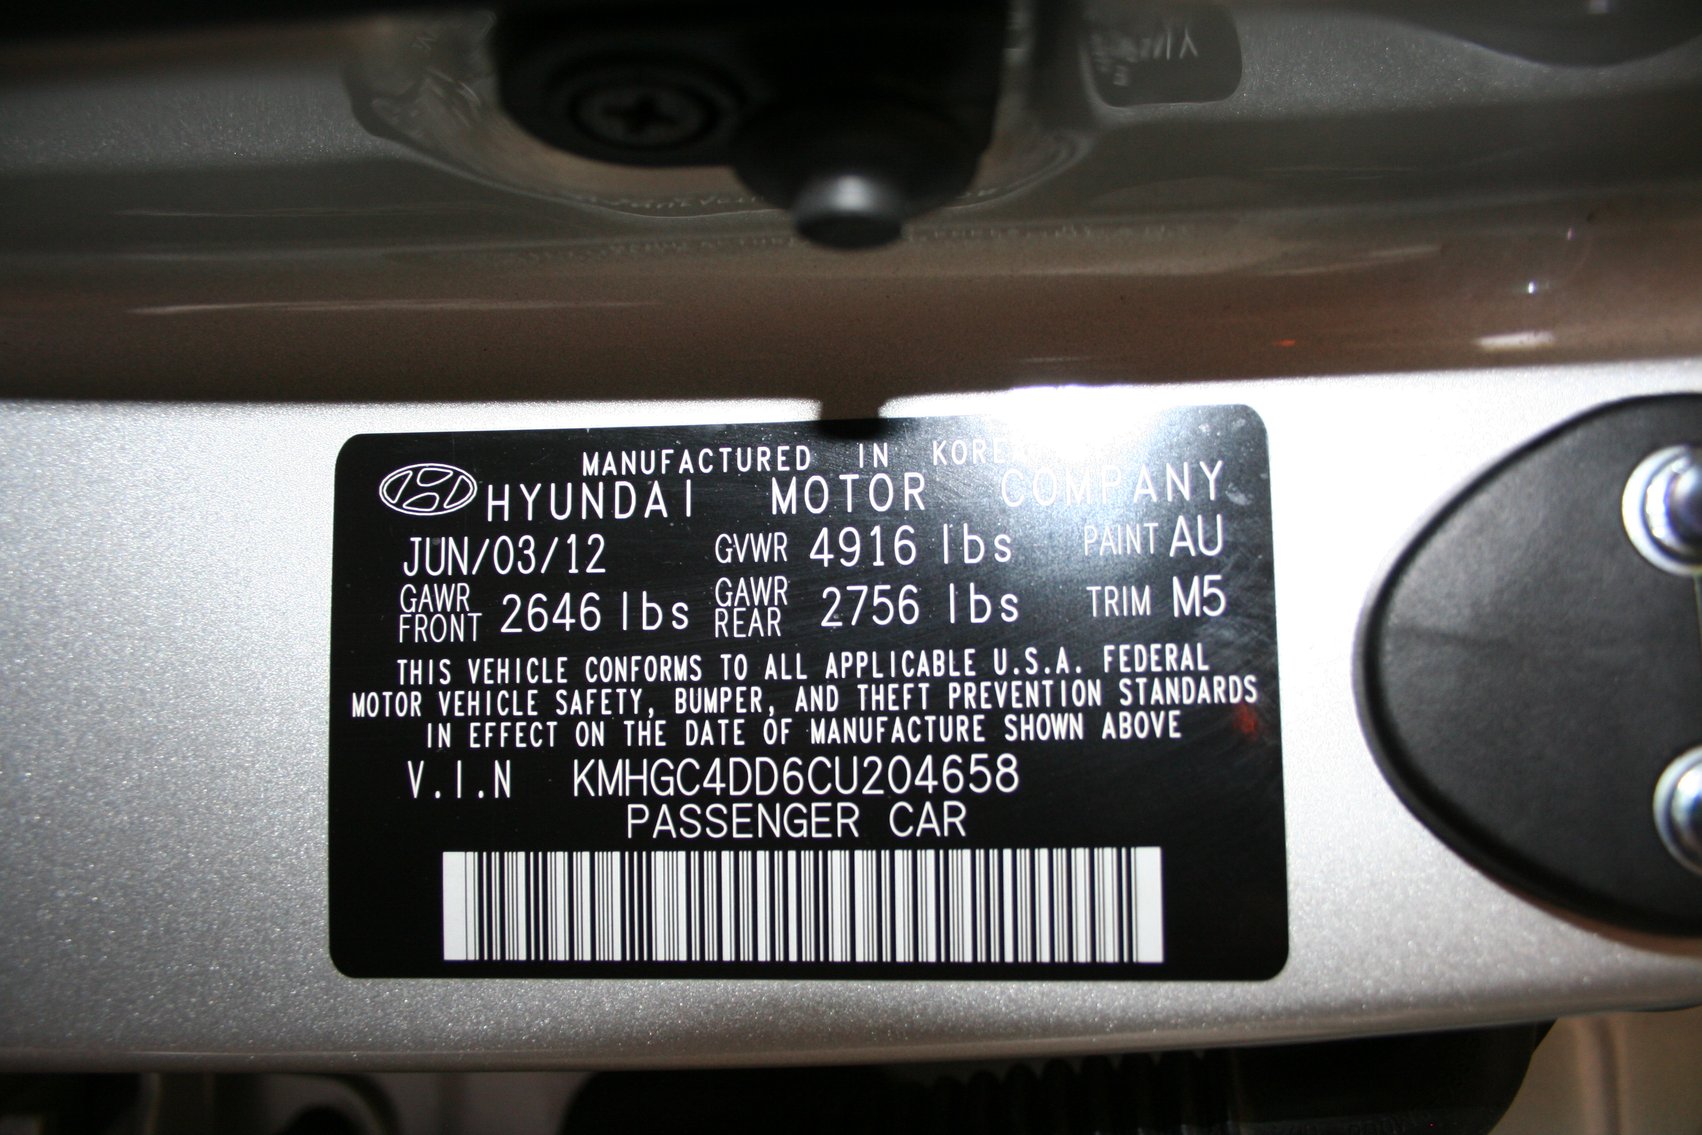 MANUFACTURED IN KOREA
HYUNDAI MOTOR COMPANY
JUN/03/12 GVWR 4916 lbs PAINT AU
GAWR FRONT 2646 lbs GAWR REAR 2756 lbs TRIM M5
THIS VEHICLE CONFORMS TO ALL APPLICABLE U.S.A. FEDERAL
MOTOR VEHICLE SAFETY, BUMPER, AND THEFT PREVENTION STANDARDS
IN EFFECT ON THE DATE OF MANUFACTURE SHOWN ABOVE
V.I.N KMHGC4DD6CU204658
PASSENGER CAR